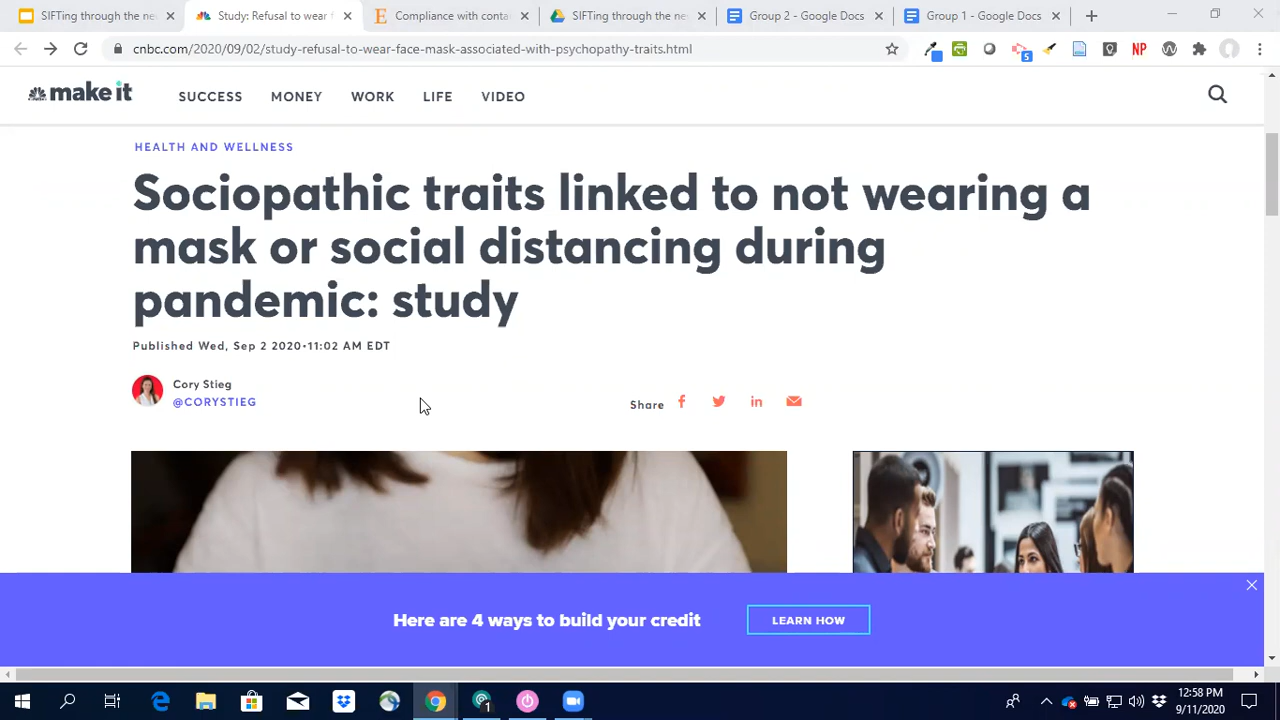 SIFTing through the ne
Study: Refusal to wear f
Compliance with conta
SIFTing through the ne
Group 2 - Google Docs
Group 1 - Google Docs
cnbc.com/2020/09/02/study-refusal-to-wear-face-mask-associated-with-psychopathy-traits.html
5
NP
make it
SUCCESS
MONEY
WORK
LIFE
VIDEO
HEALTH AND WELLNESS
Sociopathic traits linked to not wearing a
mask or social distancing during
pandemic: study
Published Wed, Sep 2 2020•11:02 AM EDT
Cory Stieg
@CORYSTIEG
Share
Here are 4 ways to build your credit
LEARN HOW
12:58 PM
9/11/2020